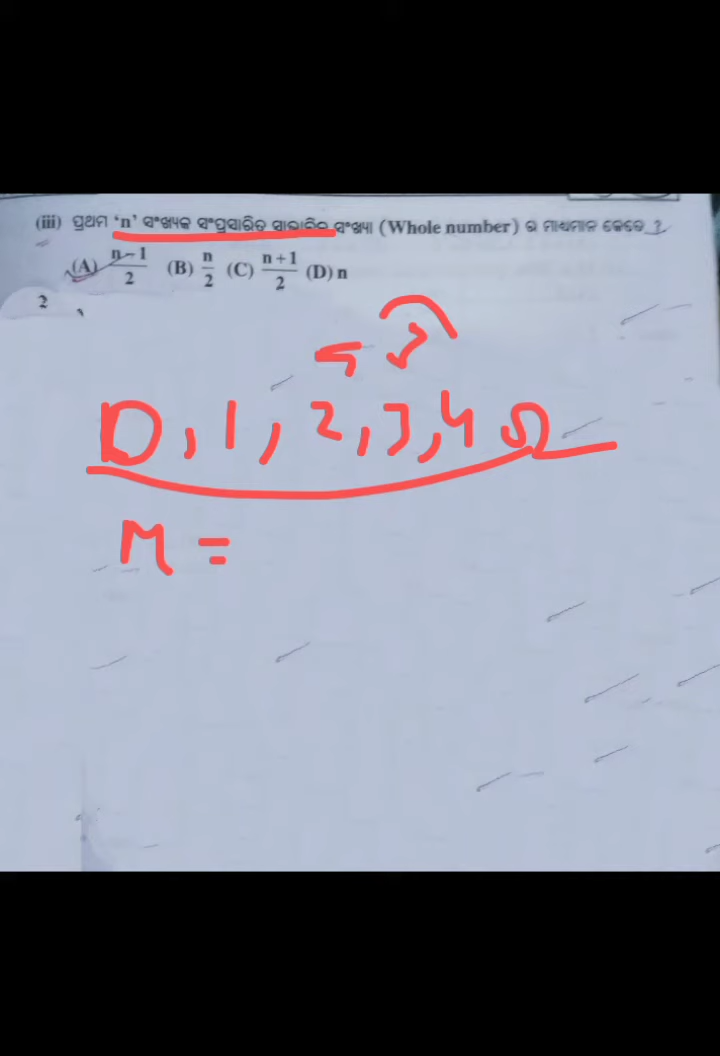 (iii) ପ୍ରଥମ ‘n’ ସଂଖ୍ୟକ ସଂପ୍ରସାରିତ ସ୍ୱାଭାବିକ ସଂଖ୍ୟା (Whole number) ର ମାଧ୍ୟମାନ କେତେ ?
(A) n−1/2 (B) n/2 (C) n+1/2 (D) n
2
0, 1, 2, 3, 4
M =